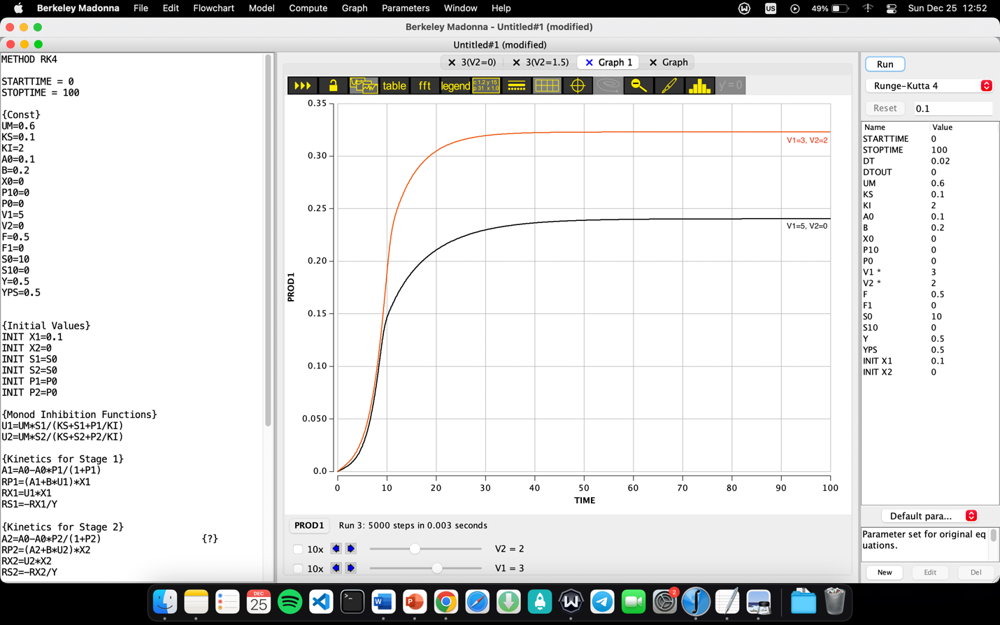 Berkeley Madonna File Edit Flowchart Model Compute Graph Parameters Window Help US 49% Sun Dec 25 12:52
Berkeley Madonna - Untitled#1 (modified)
Untitled#1 (modified)
METHOD RK4
STARTTIME = 0
STOPTIME = 100
{Const}
UM=0.6
KS=0.1
KI=2
A0=0.1
B=0.2
X0=0
P10=0
P0=0
V1=5
V2=0
F=0.5
F1=0
S0=10
S10=0
Y=0.5
YPS=0.5
{Initial Values}
INIT X1=0.1
INIT X2=0
INIT S1=S0
INIT S2=S0
INIT P1=P0
INIT P2=P0
{Monod Inhibition Functions}
U1=UM*S1/(KS+S1+P1/KI)
U2=UM*S2/(KS+S2+P2/KI)
{Kinetics for Stage 1}
A1=A0-A0*P1/(1+P1)
RP1=(A1+B*U1)*X1
RX1=U1*X1
RS1=-RX1/Y
{Kinetics for Stage 2}
A2=A0-A0*P2/(1+P2) {?}
RP2=(A2+B*U2)*X2
RX2=U2*X2
RS2=-RX2/Y
3(V2=0) 3(V2=1.5) Graph 1 Graph
table fft legend c 1.2 y 15 p 31 x 1.0 y' = 0
0.35
0.30
0.25
0.20
0.15
0.10
0.050
0.0
PROD1
V1=3, V2=2
V1=5, V2=0
0 10 20 30 40 50 60 70 80 90 100
TIME
PROD1 Run 3: 5000 steps in 0.003 seconds
10x V2 = 2
10x V1 = 3
Run
Runge-Kutta 4
Reset 0.1
Name Value
STARTTIME 0
STOPTIME 100
DT 0.02
DTOUT 0
UM 0.6
KS 0.1
KI 2
A0 0.1
B 0.2
X0 0
P10 0
P0 0
V1 * 3
V2 * 2
F 0.5
F1 0
S0 10
S10 0
Y 0.5
YPS 0.5
INIT X1 0.1
INIT X2 0
Default para...
Parameter set for original eq
uations.
New Edit Del
DEC
25
2